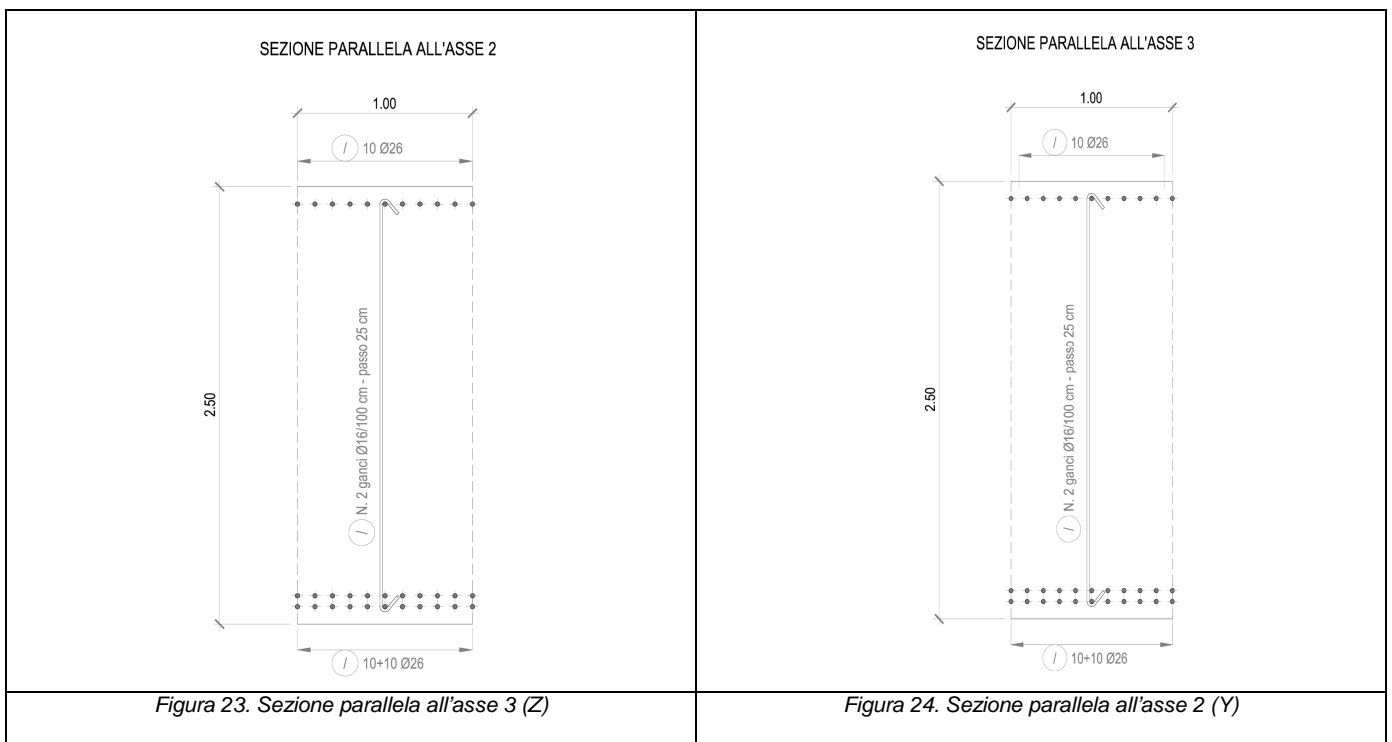 SEZIONE PARALLELA ALL'ASSE 2
1.00
/ 10 Ø26
2.50
/ N. 2 ganci Ø16/100 cm - passo 25 cm
/ 10+10 Ø26
Figura 23. Sezione parallela all'asse 3 (Z)
SEZIONE PARALLELA ALL'ASSE 3
1.00
/ 10 Ø26
2.50
/ N. 2 ganci Ø16/100 cm - passo 25 cm
/ 10+10 Ø26
Figura 24. Sezione parallela all'asse 2 (Y)